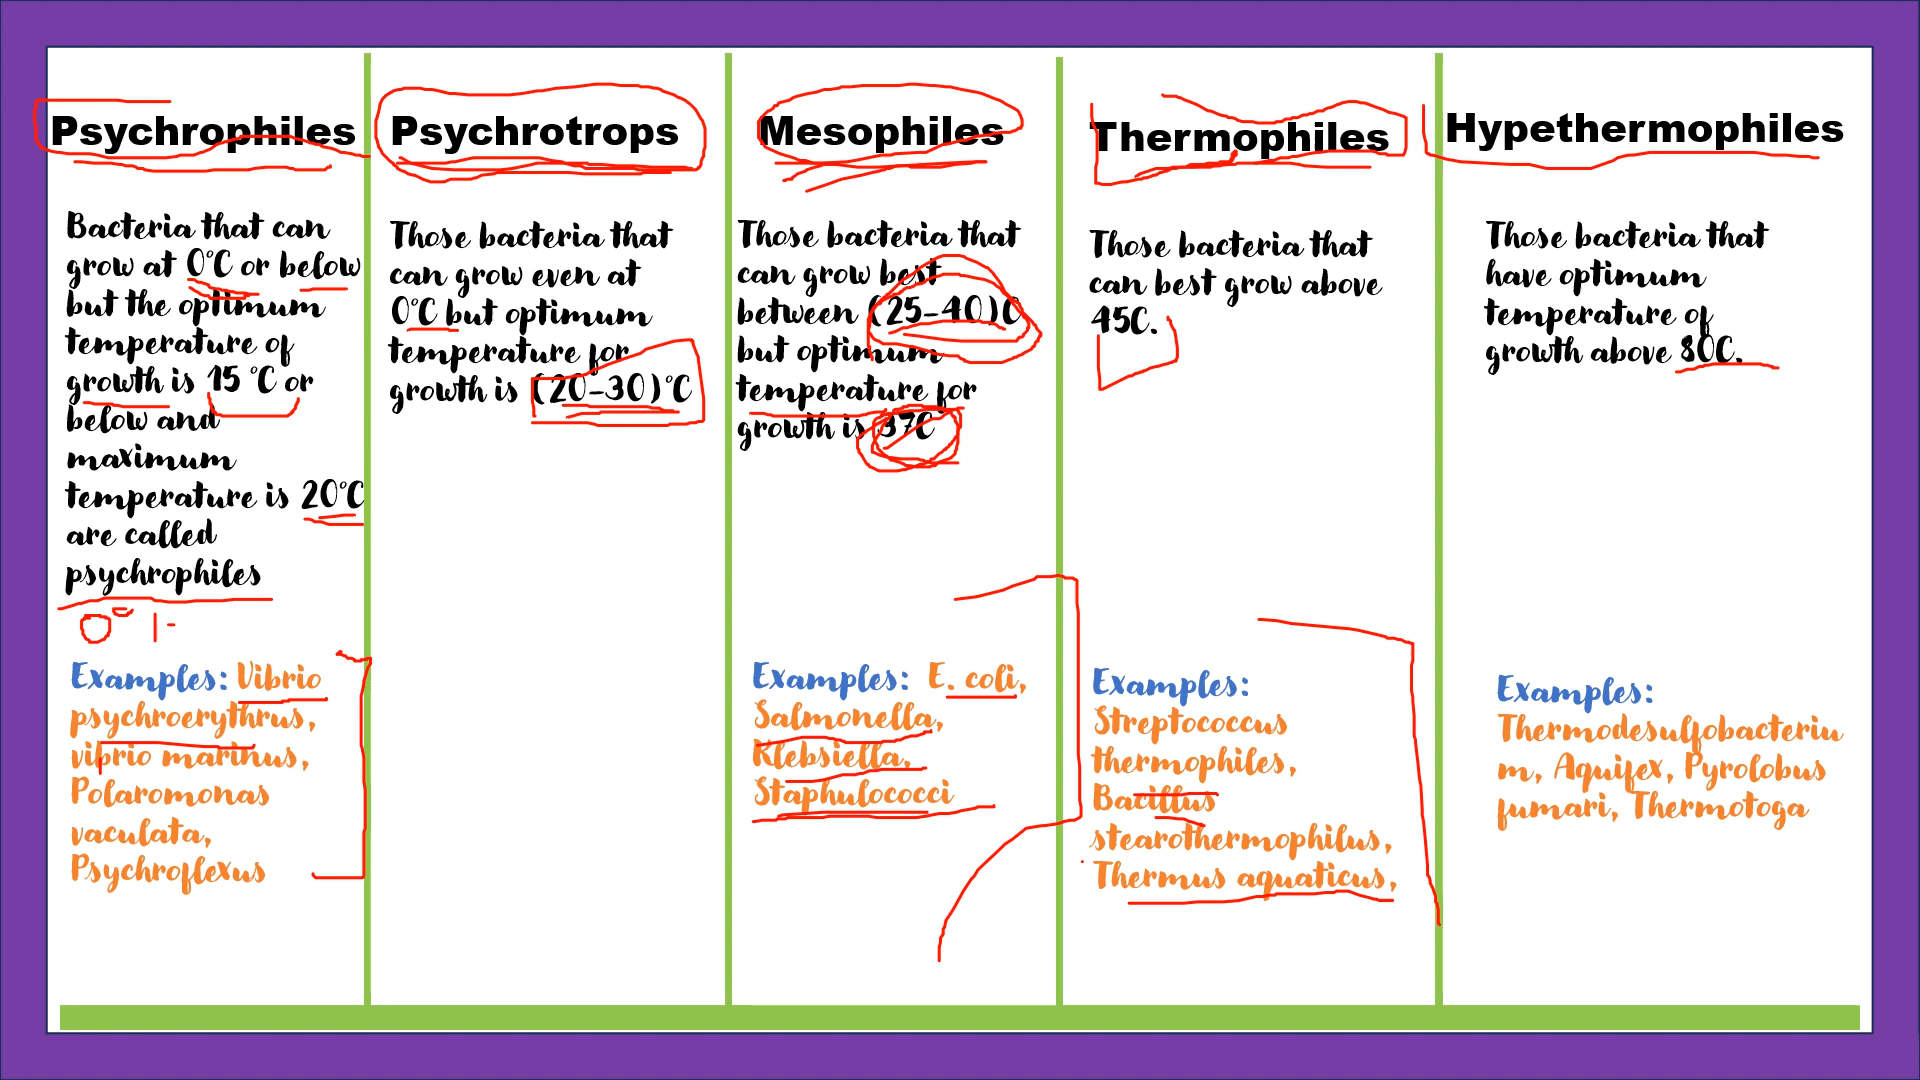 Psychrophiles
Bacteria that can
grow at 0°C or below
but the optimum
temperature of
growth is 15 °C or
below and
maximum
temperature is 20°C
are called
psychrophiles
0° 1-
Examples: Vibrio
psychroerythrus,
vibrio marinus,
Polaromonas
vaculata,
Psychroflexus
Psychrotrops
Those bacteria that
can grow even at
0°C but optimum
temperature for
growth is (20-30)°C
Mesophiles
Those bacteria that
can grow best
between (25-40)C
but optimum
temperature for
growth is 37C
Examples: E. coli,
Salmonella,
Klebsiella,
Staphulococci
Thermophiles
Those bacteria that
can best grow above
45C.
Examples:
Streptococcus
thermophiles,
Bacillus
stearothermophilus,
Thermus aquaticus,
Hypethermophiles
Those bacteria that
have optimum
temperature of
growth above 80C.
Examples:
Thermodesulfobacteriu
m, Aquifex, Pyrolobus
fumari, Thermotoga